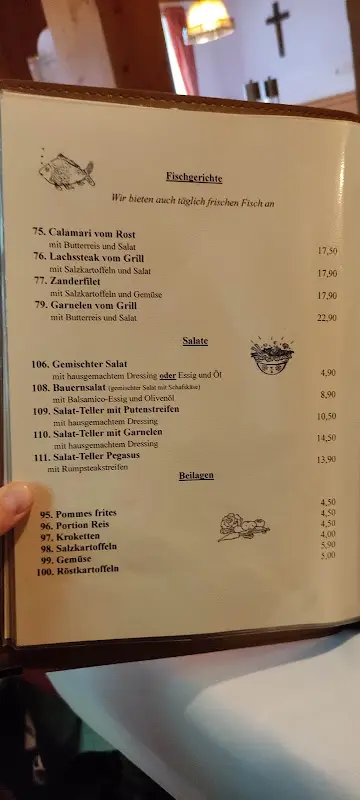 Fischgerichte
Wir bieten auch täglich frischen Fisch an
75. Calamari vom Rost
mit Butterreis und Salat 17,50
76. Lachssteak vom Grill
mit Salzkartoffeln und Salat 17,90
77. Zanderfilet
mit Salzkartoffeln und Gemüse 17,90
79. Garnelen vom Grill
mit Butterreis und Salat 22,90
Salate
106. Gemischter Salat
mit hausgemachtem Dressing oder Essig und Öl 4,90
108. Bauernsalat (gemischter Salat mit Schafskäse)
mit Balsamico-Essig und Olivenöl 8,90
109. Salat-Teller mit Putenstreifen
mit hausgemachtem Dressing 10,50
110. Salat-Teller mit Garnelen
mit hausgemachtem Dressing 14,50
111. Salat-Teller Pegasus
mit Rumpsteakstreifen 13,90
Beilagen
95. Pommes frites 4,50
96. Portion Reis 4,50
97. Kroketten 4,50
98. Salzkartoffeln 4,00
99. Gemüse 5,90
100. Röstkartoffeln 5,00